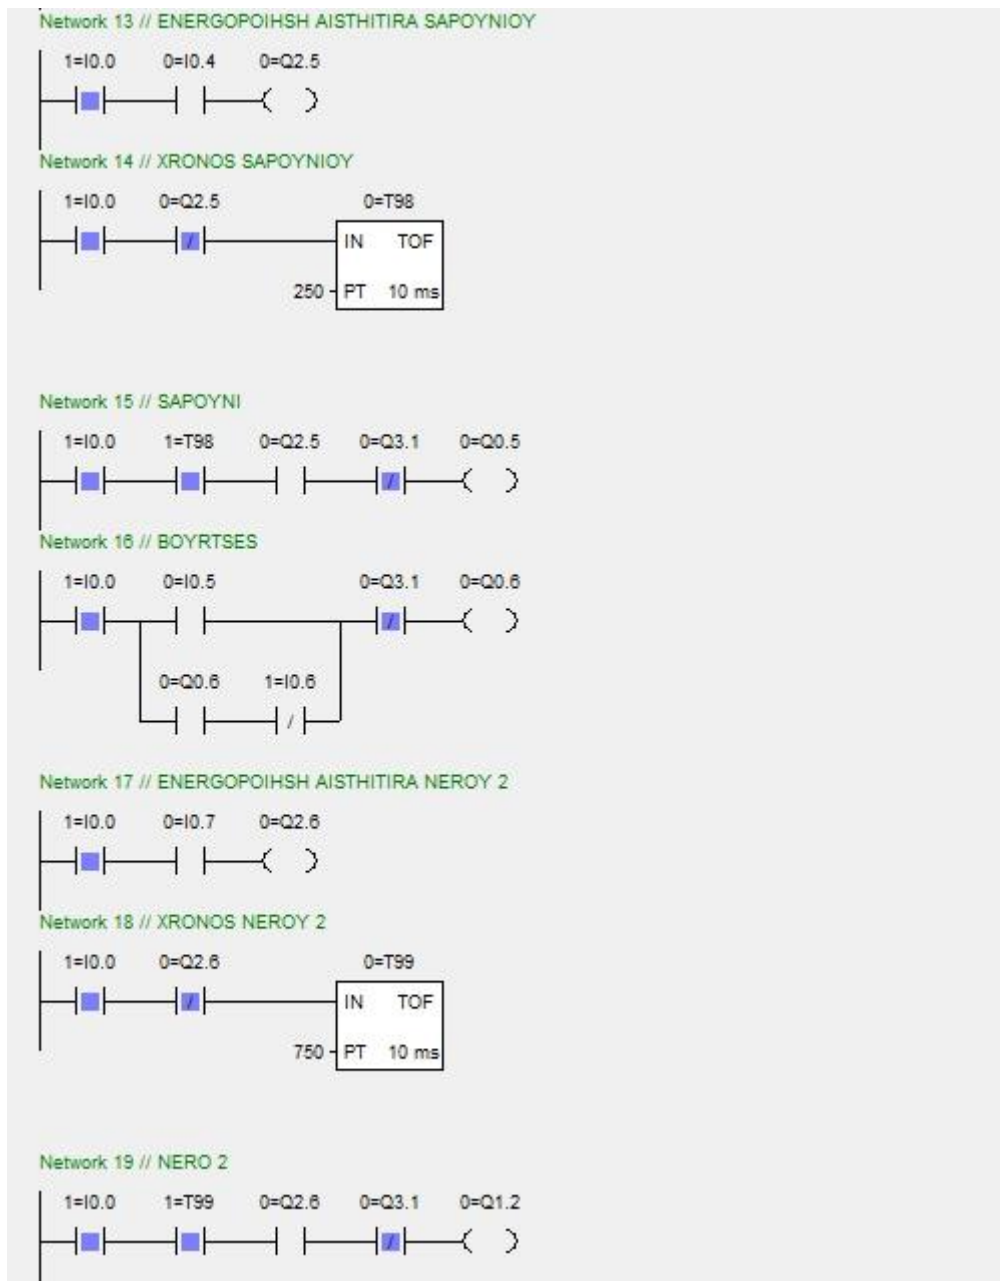 Network 13 // ENERGOPOIHSH AISTHITIRA SAPOYNIOY
1=I0.0 0=I0.4 0=Q2.5
Network 14 // XRONOS SAPOYNIOY
1=I0.0 0=Q2.5 0=T98
IN TOF
250 PT 10 ms
Network 15 // SAPOYNI
1=I0.0 1=T98 0=Q2.5 0=Q3.1 0=Q0.5
Network 16 // BOYRTSES
1=I0.0 0=I0.5 0=Q3.1 0=Q0.6
0=Q0.6 1=I0.6
Network 17 // ENERGOPOIHSH AISTHITIRA NEROY 2
1=I0.0 0=I0.7 0=Q2.6
Network 18 // XRONOS NEROY 2
1=I0.0 0=Q2.6 0=T99
IN TOF
750 PT 10 ms
Network 19 // NERO 2
1=I0.0 1=T99 0=Q2.6 0=Q3.1 0=Q1.2